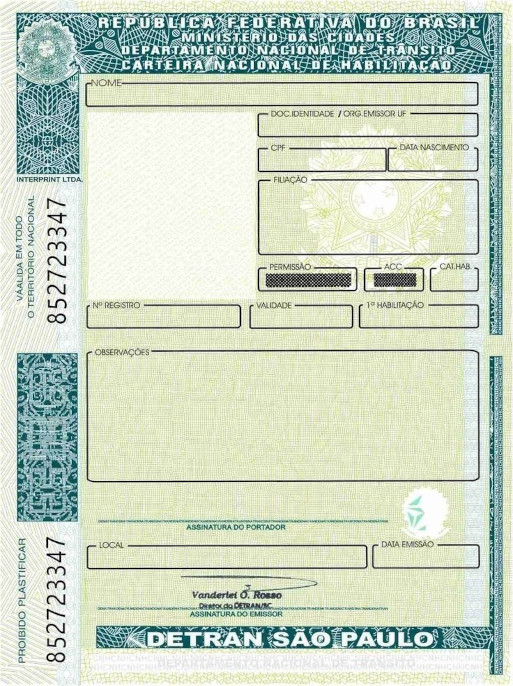 REPÚBLICA FEDERATIVA DO BRASIL
MINISTÉRIO DAS CIDADES
DEPARTAMENTO NACIONAL DE TRÂNSITO
CARTEIRA NACIONAL DE HABILITAÇÃO
NOME
DOC.IDENTIDADE / ORG.EMISSOR UF
CPF
DATA NASCIMENTO
FILIAÇÃO
INTERPRINT LTDA.
VÁALIDA EM TODO
O TERRITÓRIO NACIONAL
852723347
PERMISSÃO
ACC
CAT.HAB.
Nº REGISTRO
VALIDADE
1ª HABILITAÇÃO
OBSERVAÇÕES
ASSINATURA DO PORTADOR
PROIBIDO PLASTIFICAR
852723347
LOCAL
DATA EMISSÃO
Vanderlei O. Rosso
Diretor do DETRAN/RC
ASSINATURA DO EMISSOR
DETRAN SÃO PAULO
DEPARTAMENTO NACIONAL DE TRANSITO